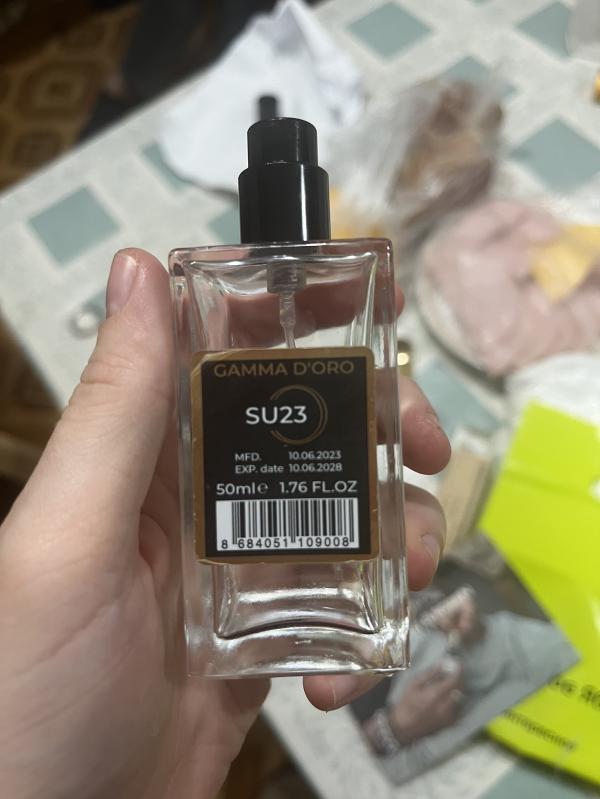 GAMMA D'ORO
SU23
MFD. 10.06.2023
EXP. date 10.06.2028
50ml℮ 1.76 FL.OZ
8 684051 109008